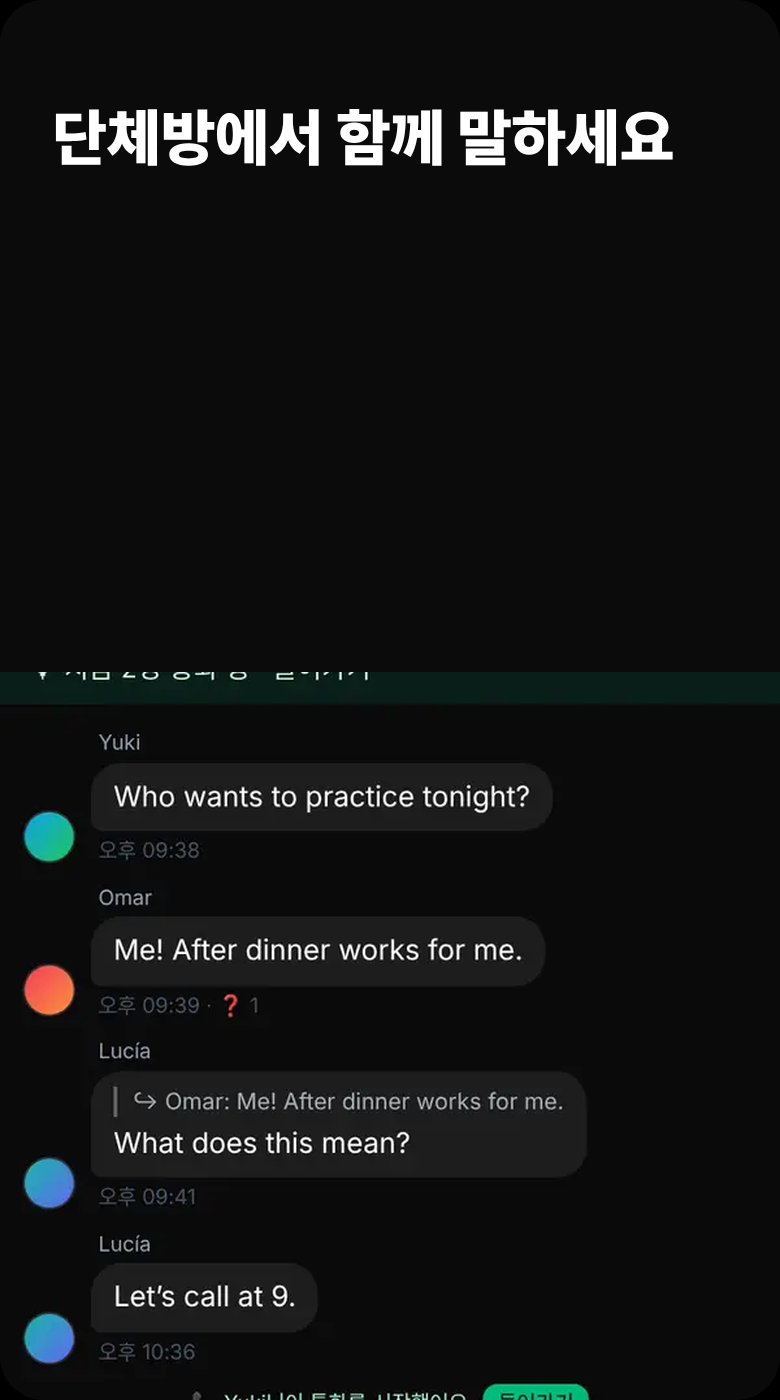 단체방에서 함께 말하세요
Yuki
Who wants to practice tonight?
오후 09:38
Omar
Me! After dinner works for me.
오후 09:39 · ❓ 1
Lucía
↪ Omar: Me! After dinner works for me.
What does this mean?
오후 09:41
Lucía
Let’s call at 9.
오후 10:36